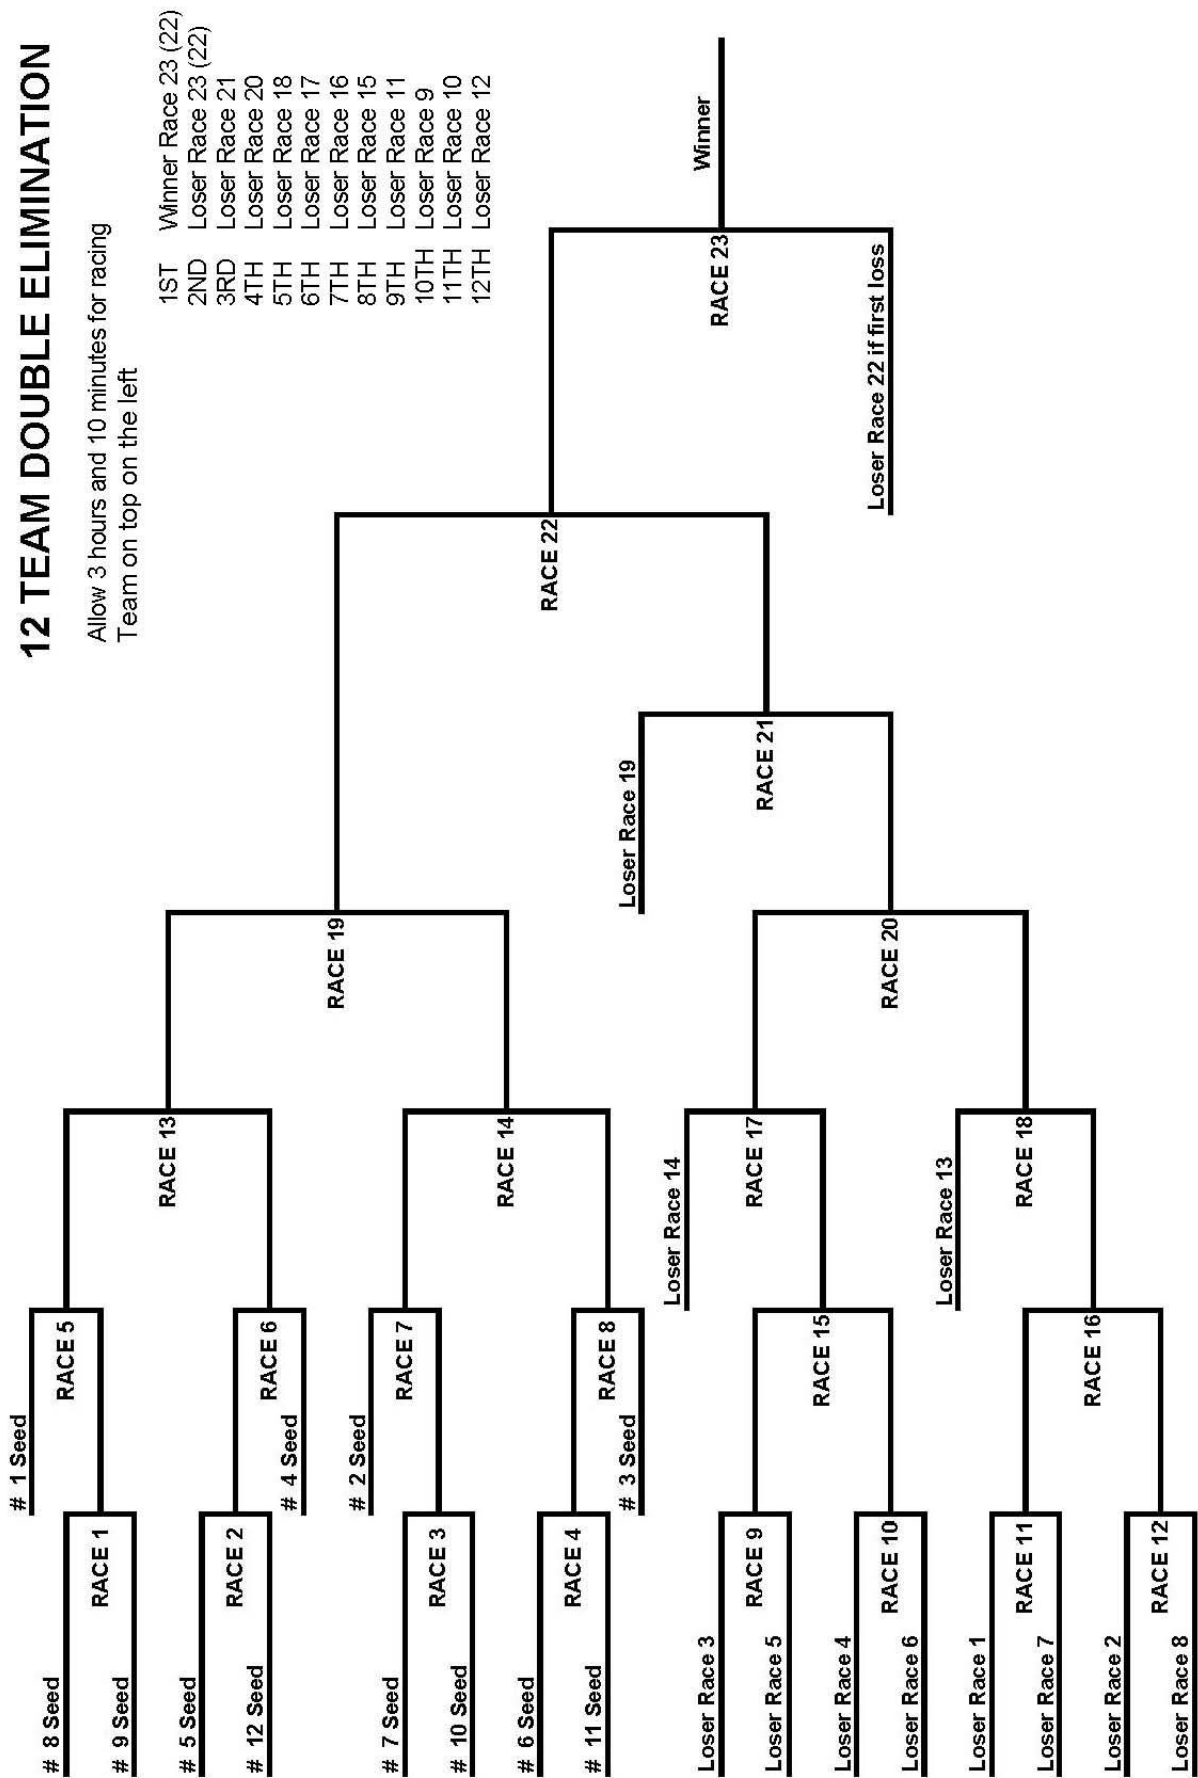 12 TEAM DOUBLE ELIMINATION
Allow 3 hours and 10 minutes for racing
Team on top on the left
1ST Winner Race 23 (22)
2ND Loser Race 23 (22)
3RD Loser Race 21
4TH Loser Race 20
5TH Loser Race 18
6TH Loser Race 17
7TH Loser Race 16
8TH Loser Race 15
9TH Loser Race 11
10TH Loser Race 9
11TH Loser Race 10
12TH Loser Race 12
# 8 Seed
# 9 Seed
# 5 Seed
# 12 Seed
# 7 Seed
# 10 Seed
# 6 Seed
# 11 Seed
Loser Race 3
Loser Race 5
Loser Race 4
Loser Race 6
Loser Race 1
Loser Race 7
Loser Race 2
Loser Race 8
RACE 1
RACE 2
RACE 3
RACE 4
RACE 9
RACE 10
RACE 11
RACE 12
# 1 Seed
# 4 Seed
# 2 Seed
# 3 Seed
RACE 5
RACE 6
RACE 7
RACE 8
RACE 15
RACE 16
Loser Race 14
Loser Race 13
RACE 13
RACE 14
RACE 17
RACE 18
RACE 19
RACE 20
Loser Race 19
RACE 21
RACE 22
Loser Race 22 if first loss
RACE 23
Winner